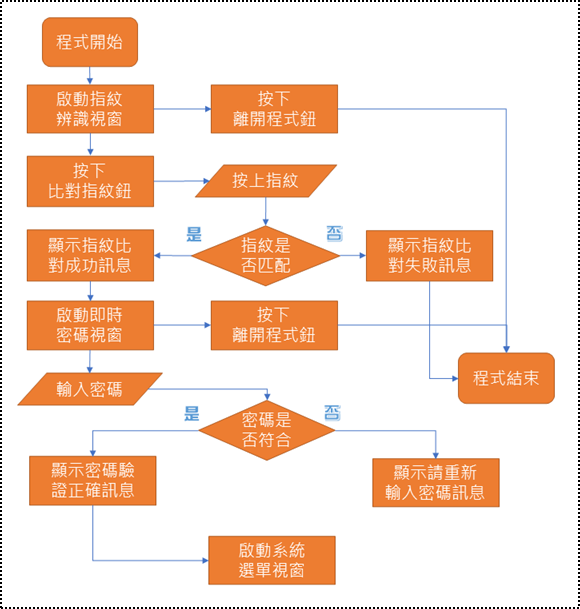 程式開始
啟動指紋
辨識視窗
按下
離開程式鈕
按下
比對指紋鈕
按上指紋
是
否
顯示指紋比
對成功訊息
指紋是
否匹配
顯示指紋比
對失敗訊息
啟動即時
密碼視窗
按下
離開程式鈕
程式結束
輸入密碼
是
否
密碼是
否符合
顯示密碼驗
證正確訊息
顯示請重新
輸入密碼訊息
啟動系統
選單視窗